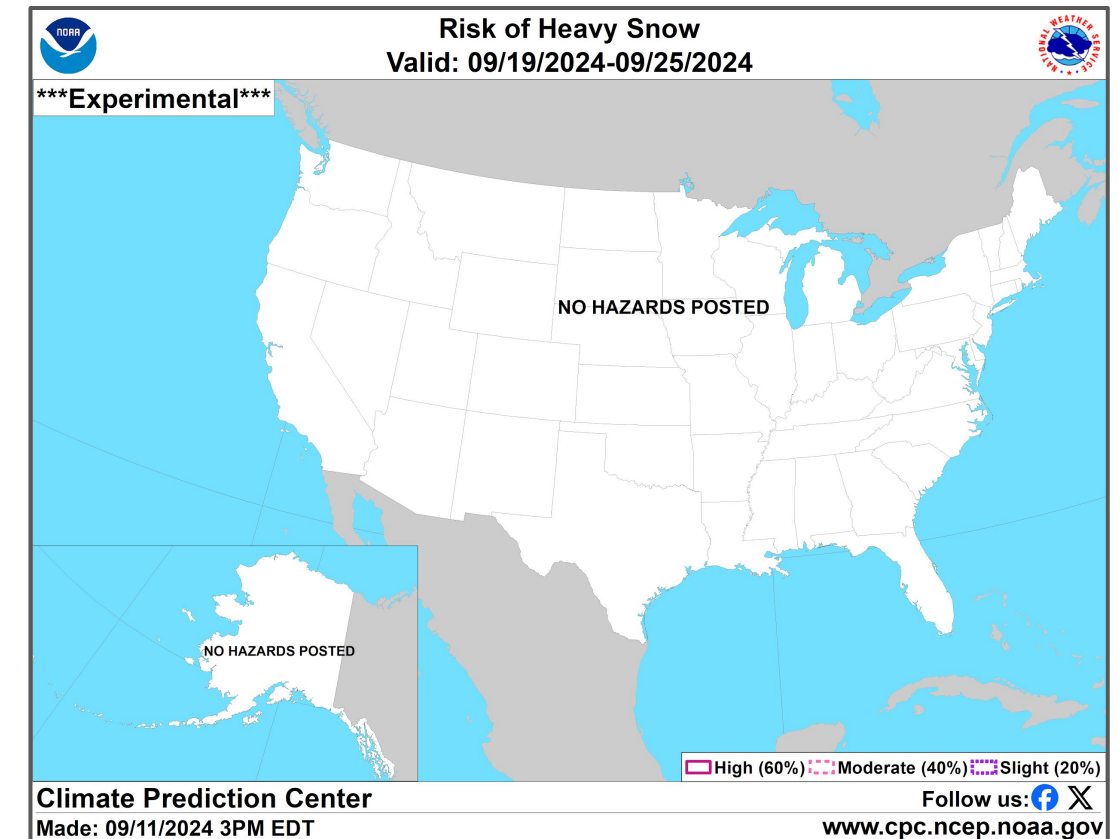 NOAA
Risk of Heavy Snow
Valid: 09/19/2024-09/25/2024
NATIONAL WEATHER SERVICE
***Experimental***
NO HAZARDS POSTED
NO HAZARDS POSTED
High (60%) Moderate (40%) Slight (20%)
Climate Prediction Center
Follow us:
Made: 09/11/2024 3PM EDT
www.cpc.ncep.noaa.gov